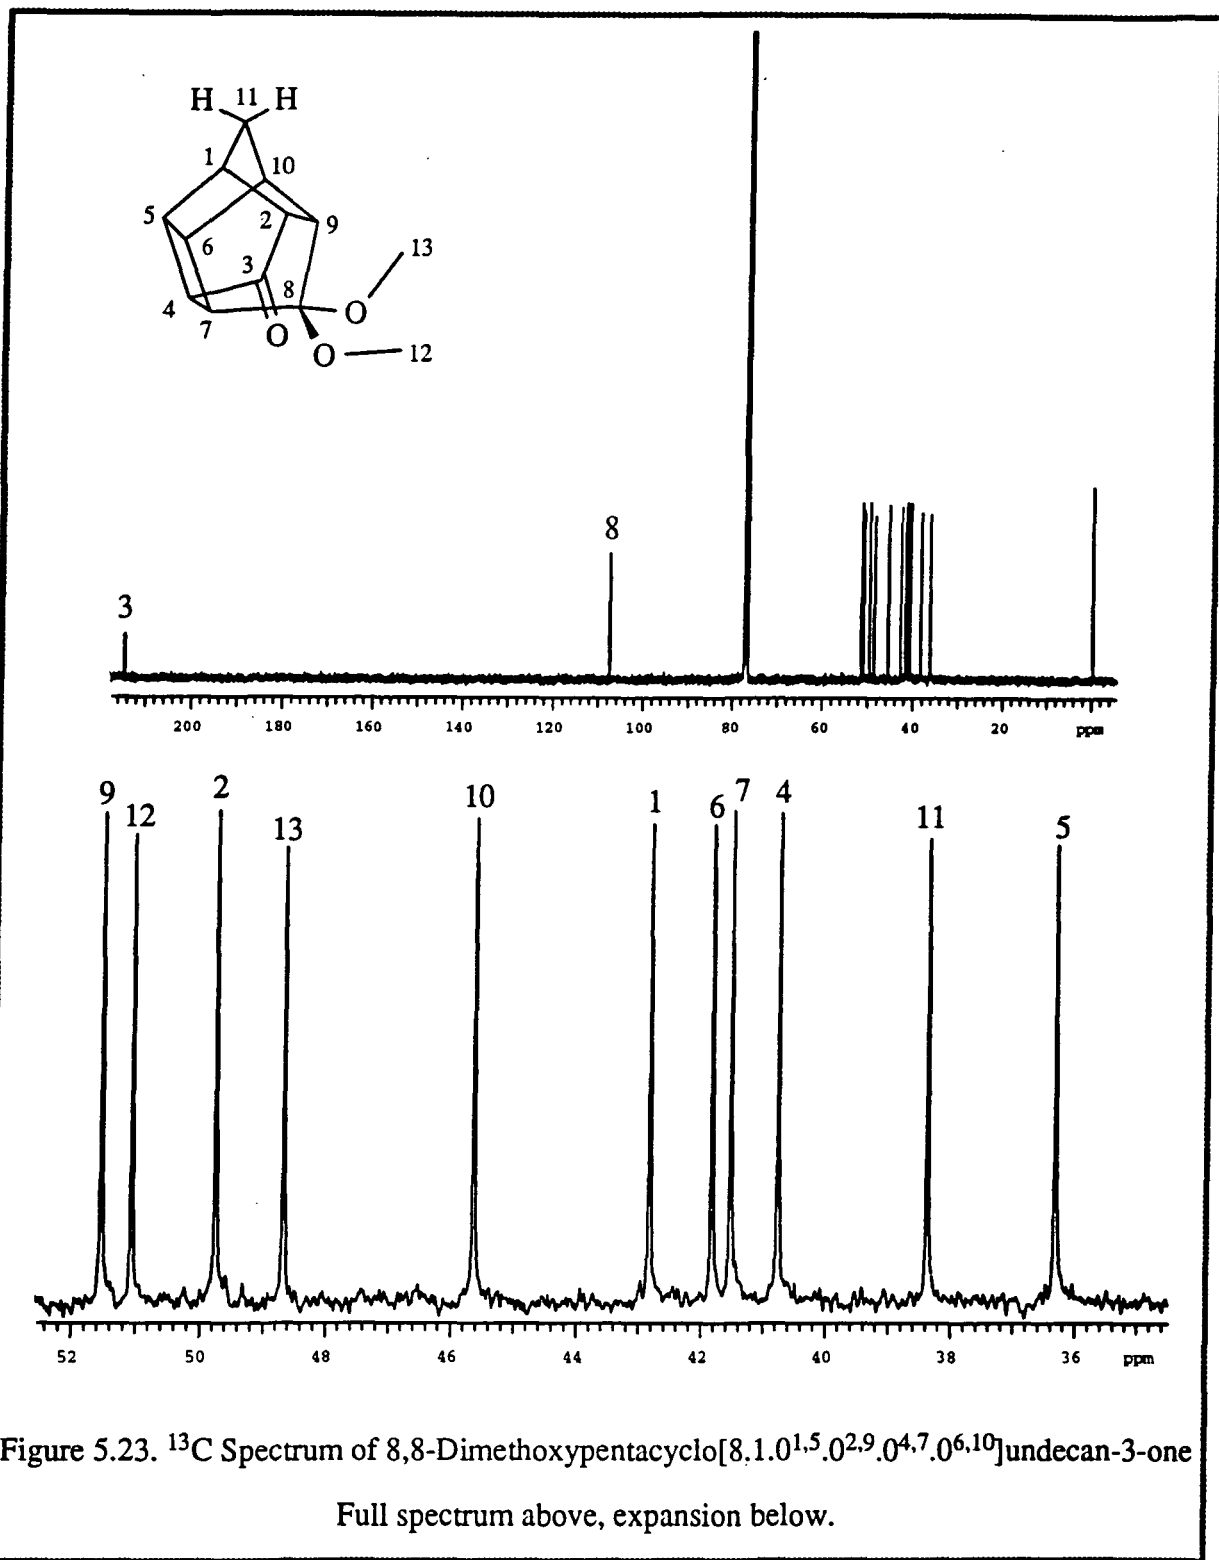 H 11 H
1
10
5
2
9
6
13
3
8
4
O
7
O
O
12
3
8
200 180 160 140 120 100 80 60 40 20 ppm
9 12 2 13 10 1 6 7 4 11 5
52 50 48 46 44 42 40 38 36 ppm
Figure 5.23. ¹³C Spectrum of 8,8-Dimethoxypentacyclo[8.1.0¹,⁵.0²,⁹.0⁴,⁷.0⁶,¹⁰]undecan-3-one
Full spectrum above, expansion below.